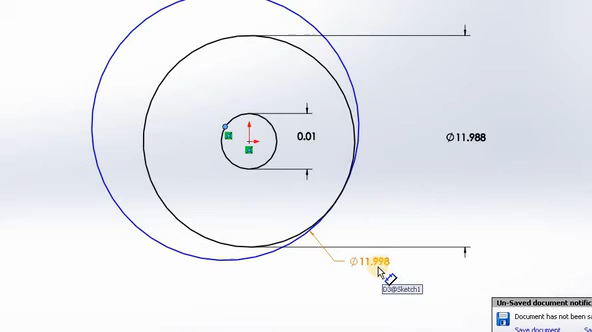 0.01
Ø11.988
Ø11.998
D3@Sketch1
Un-Saved document notific
Document has not been sa
Save document
Sa